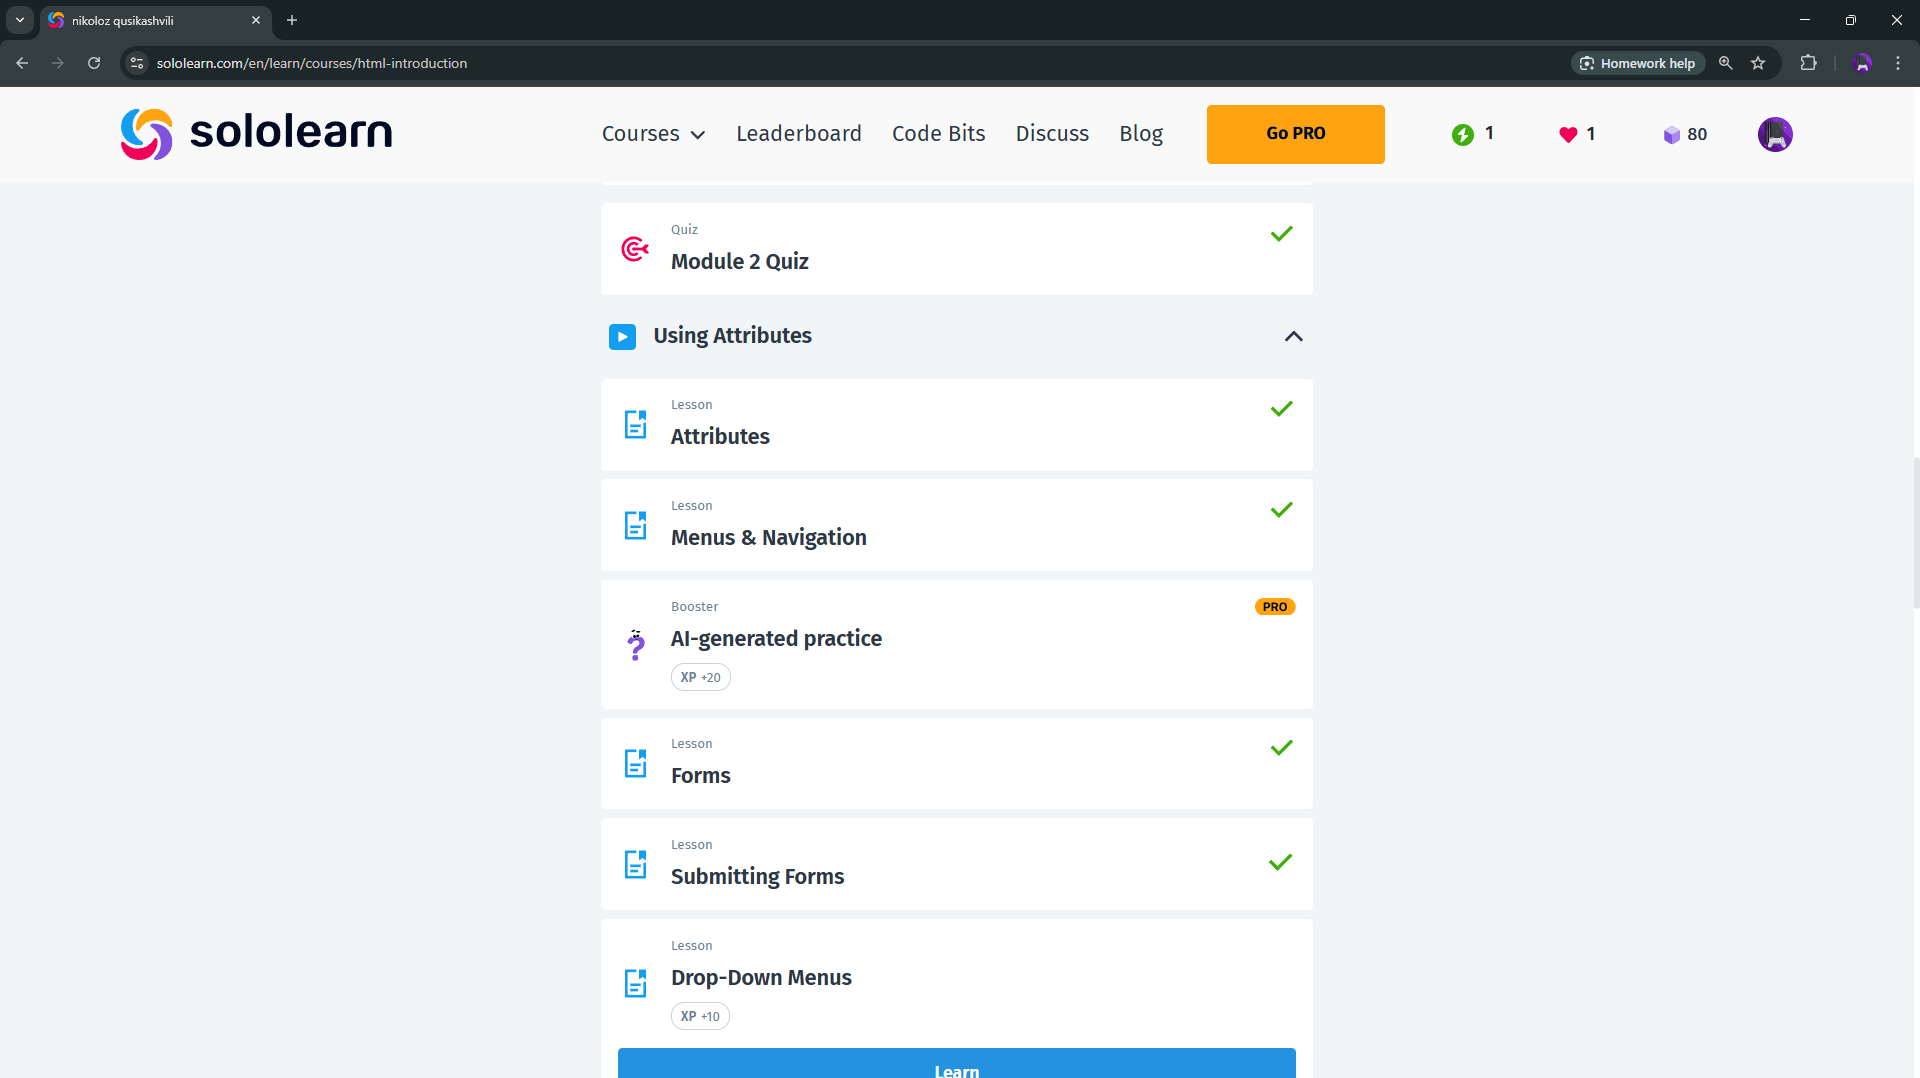 nikoloz qusikashvili
sololearn.com/en/learn/courses/html-introduction
Homework help
sololearn
Courses
Leaderboard
Code Bits
Discuss
Blog
Go PRO
1
1
80
Quiz
Module 2 Quiz
Using Attributes
Lesson
Attributes
Lesson
Menus & Navigation
Booster
PRO
AI-generated practice
XP +20
Lesson
Forms
Lesson
Submitting Forms
Lesson
Drop-Down Menus
XP +10
Learn